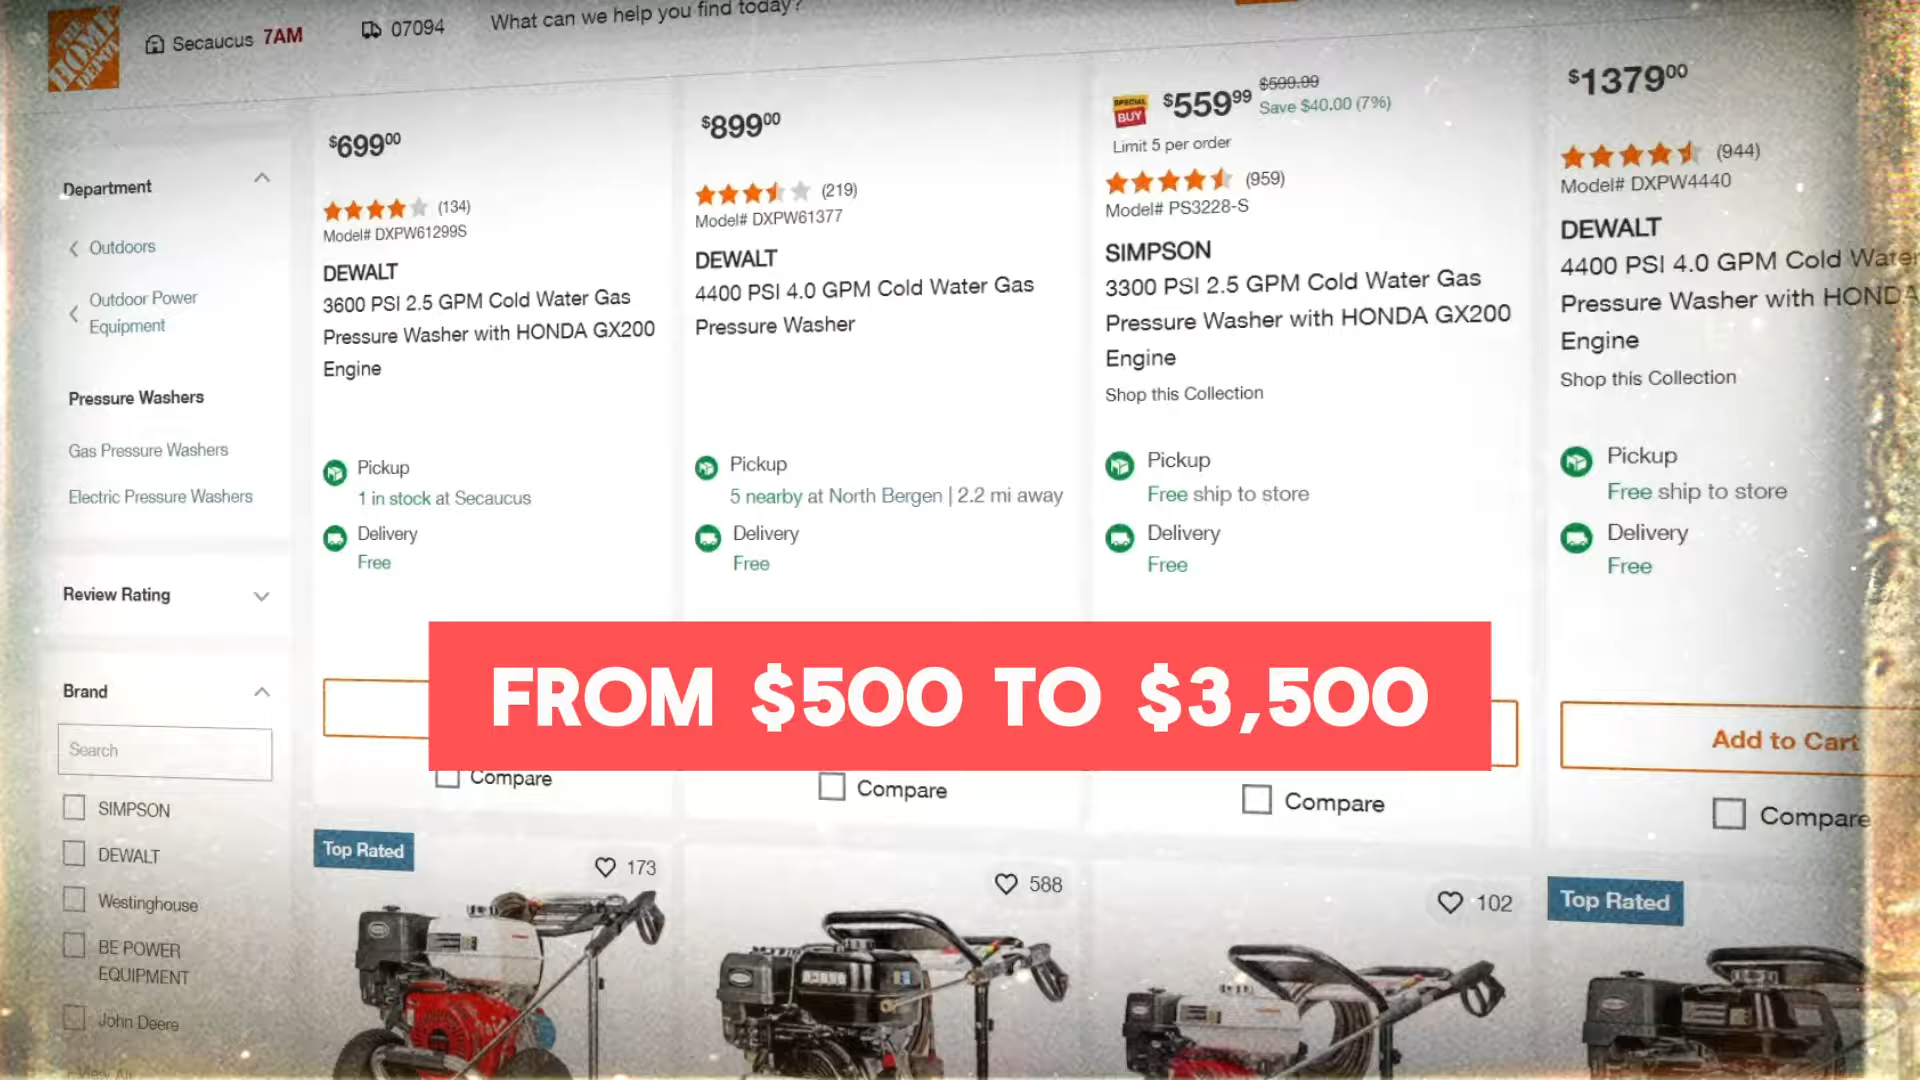 THE HOME DEPOT
Secaucus 7AM
07094
What can we help you find today?
Department
Outdoors
Outdoor Power
Equipment
Pressure Washers
Gas Pressure Washers
Electric Pressure Washers
Review Rating
Brand
Search
SIMPSON
DEWALT
Westinghouse
BE POWER
EQUIPMENT
John Deere
+ View All
$699 00
(134)
Model# DXPW61299S
DEWALT
3600 PSI 2.5 GPM Cold Water Gas
Pressure Washer with HONDA GX200
Engine
Pickup
1 in stock at Secaucus
Delivery
Free
Compare
$899 00
(219)
Model# DXPW61377
DEWALT
4400 PSI 4.0 GPM Cold Water Gas
Pressure Washer
Pickup
5 nearby at North Bergen | 2.2 mi away
Delivery
Free
Compare
SPECIAL
BUY
$559 99
$599.99
Save $40.00 (7%)
Limit 5 per order
(959)
Model# PS3228-S
SIMPSON
3300 PSI 2.5 GPM Cold Water Gas
Pressure Washer with HONDA GX200
Engine
Shop this Collection
Pickup
Free ship to store
Delivery
Free
Compare
$1379 00
(944)
Model# DXPW4440
DEWALT
4400 PSI 4.0 GPM Cold Water
Pressure Washer with HONDA
Engine
Shop this Collection
Pickup
Free ship to store
Delivery
Free
Add to Cart
Compare
FROM $500 TO $3,500
Top Rated
173
588
102
Top Rated